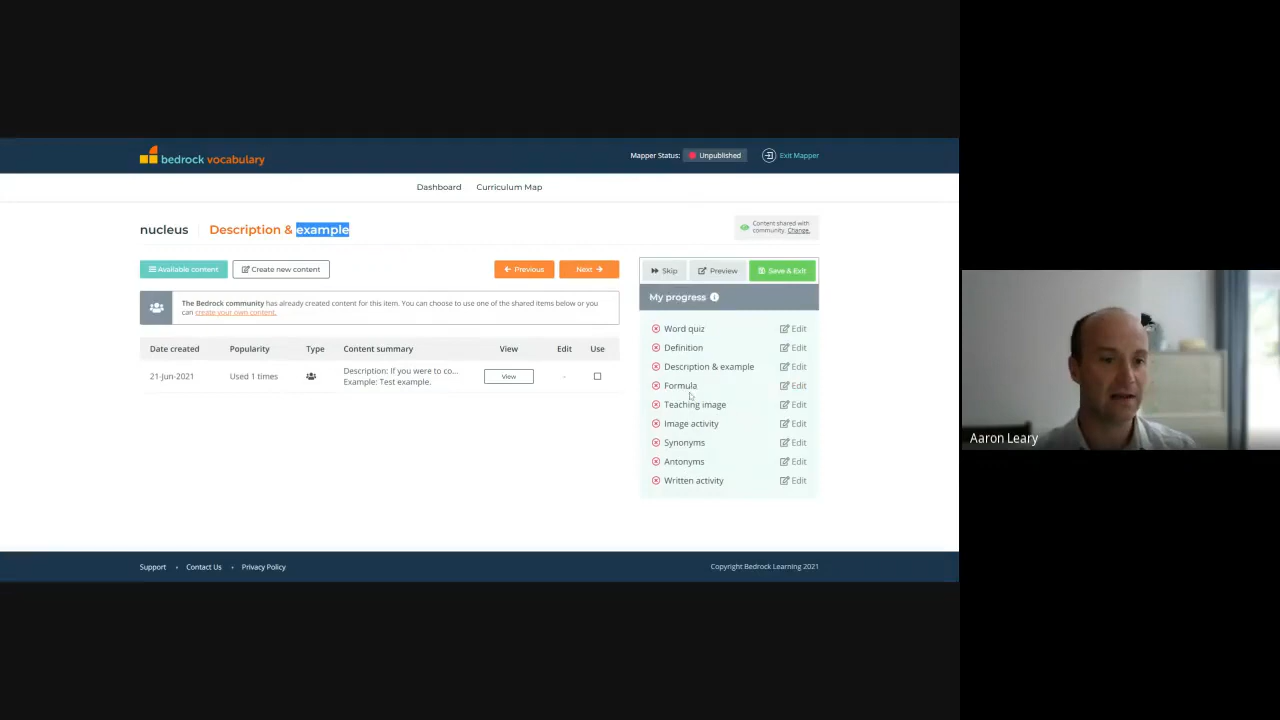 bedrock vocabulary
Mapper Status: Unpublished Exit Mapper
Dashboard Curriculum Map
nucleus Description & example
Content shared with
community. Change.
Available content Create new content Previous Next
Skip Preview Save & Exit
My progress
The Bedrock community has already created content for this item. You can choose to use one of the shared items below or you
can create your own content.
Date created Popularity Type Content summary View Edit Use
21-Jun-2021 Used 1 times Description: If you were to co... View -
Example: Test example.
Word quiz Edit
Definition Edit
Description & example Edit
Formula Edit
Teaching image Edit
Image activity Edit
Synonyms Edit
Antonyms Edit
Written activity Edit
Aaron Leary
Support • Contact Us • Privacy Policy
Copyright Bedrock Learning 2021